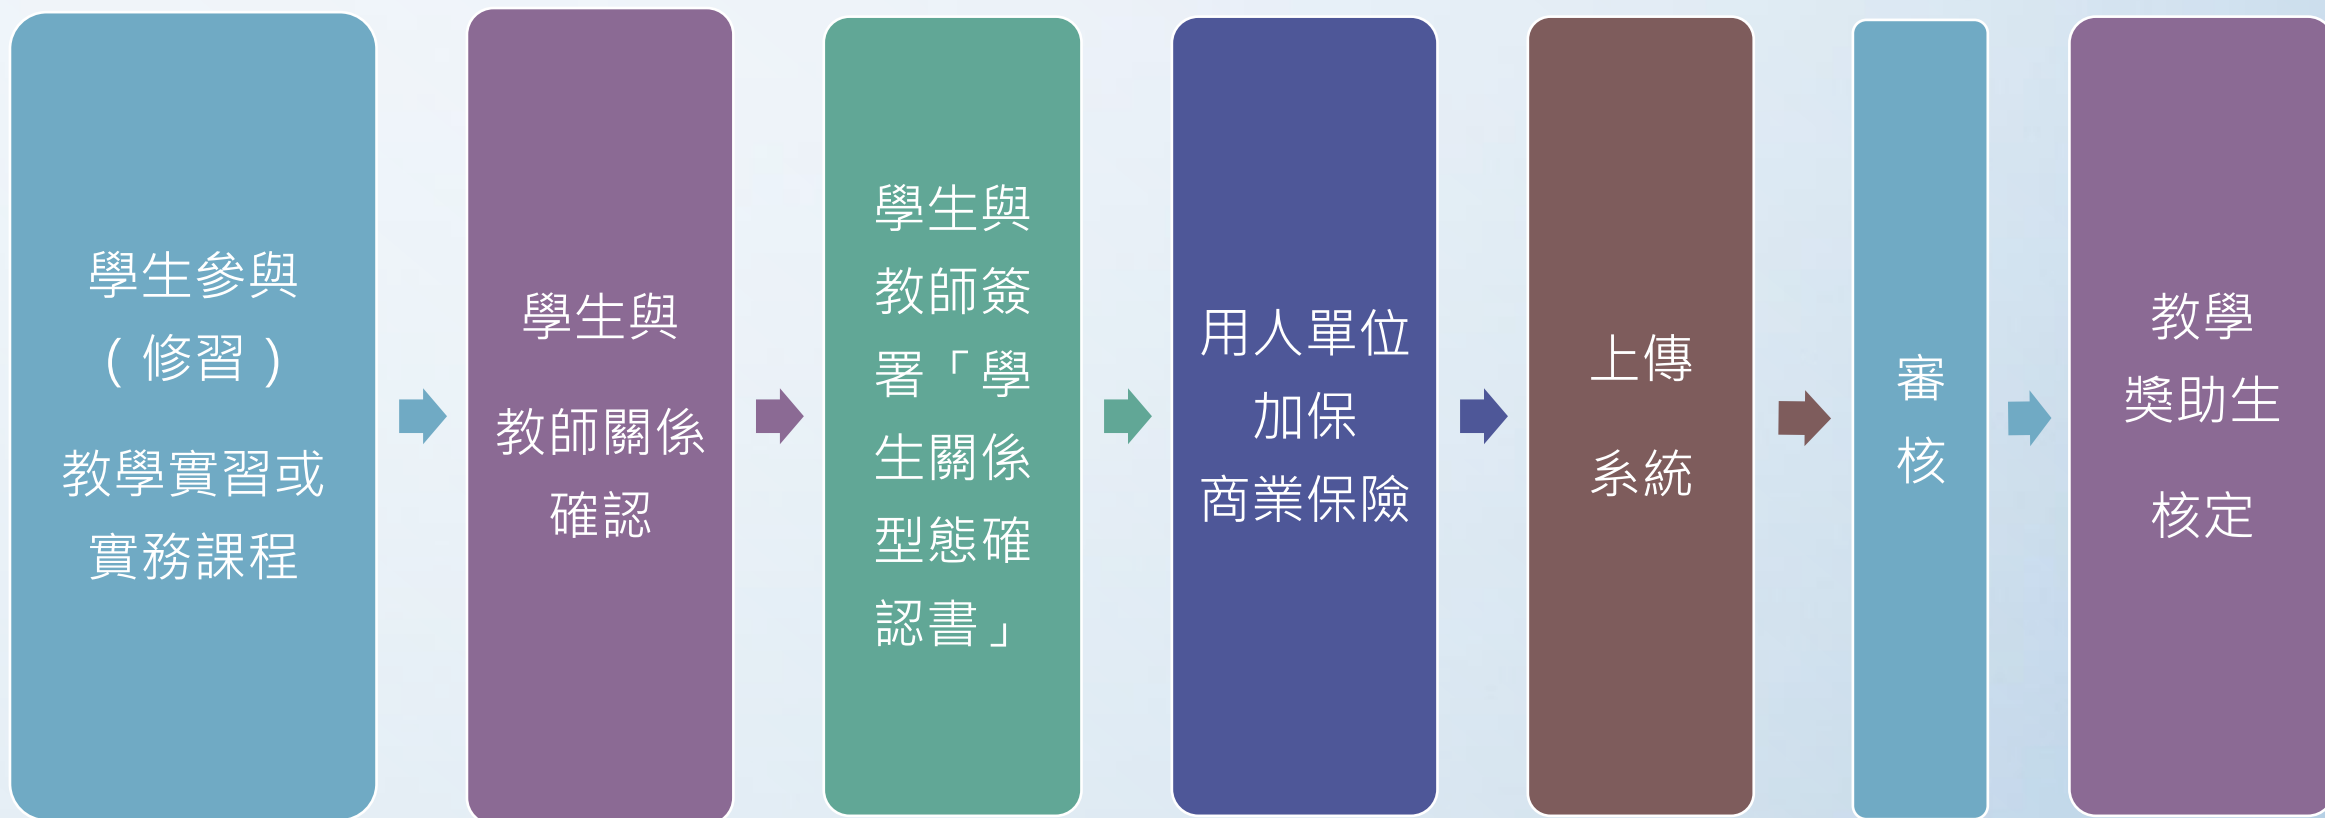 學生參與
（修習）
教學實習或
實務課程
學生與
教師關係
確認
學生與
教師簽
署「學
生關係
型態確
認書」
用人單位
加保
商業保險
上傳
系統
審
核
教學
獎助生
核定